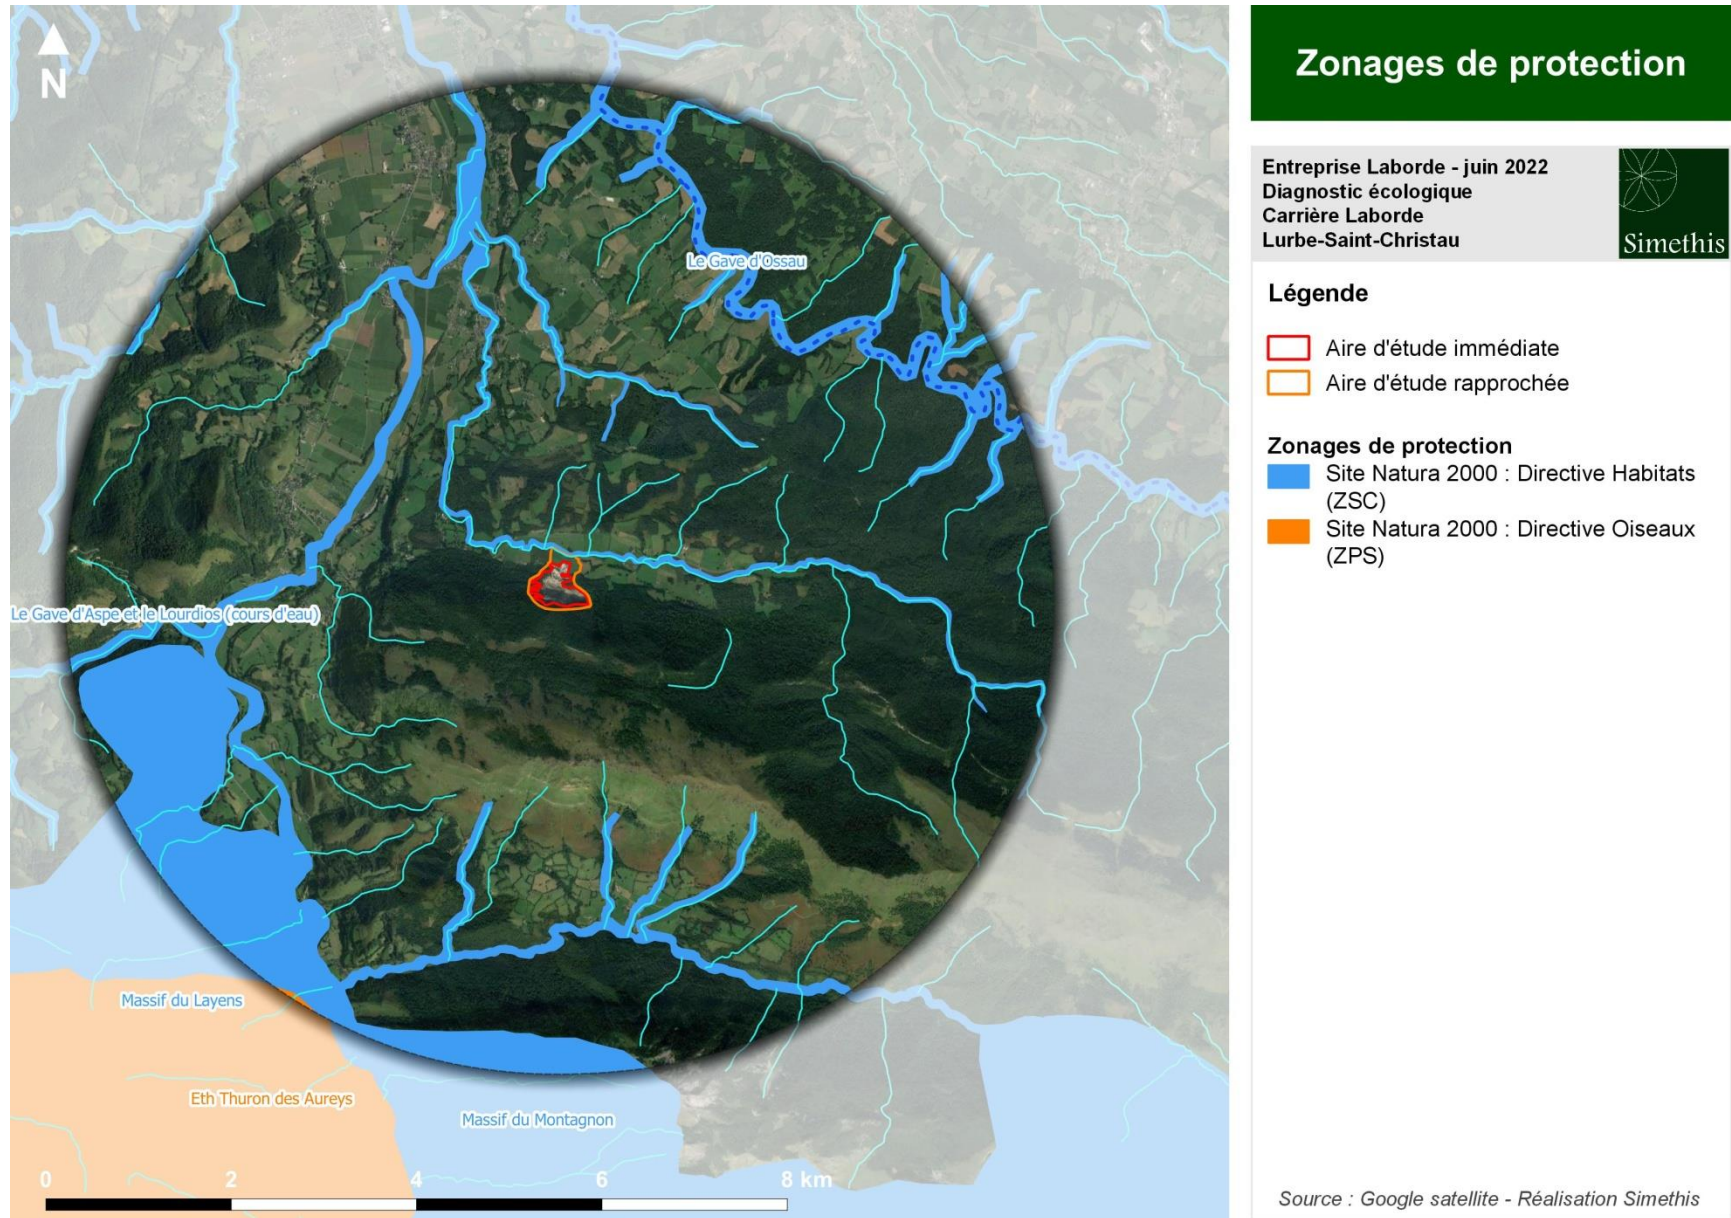 N
Le Gave d'Ossau
Le Gave d'Aspe et le Lourdios (cours d'eau)
Massif du Layens
Eth Thuron des Aureys
Massif du Montagnon
0 2 4 6 8 km
Zonages de protection
Entreprise Laborde - juin 2022
Diagnostic écologique
Carrière Laborde
Lurbe-Saint-Christau
Simethis
Légende
Aire d'étude immédiate
Aire d'étude rapprochée
Zonages de protection
Site Natura 2000 : Directive Habitats
(ZSC)
Site Natura 2000 : Directive Oiseaux
(ZPS)
Source : Google satellite - Réalisation Simethis